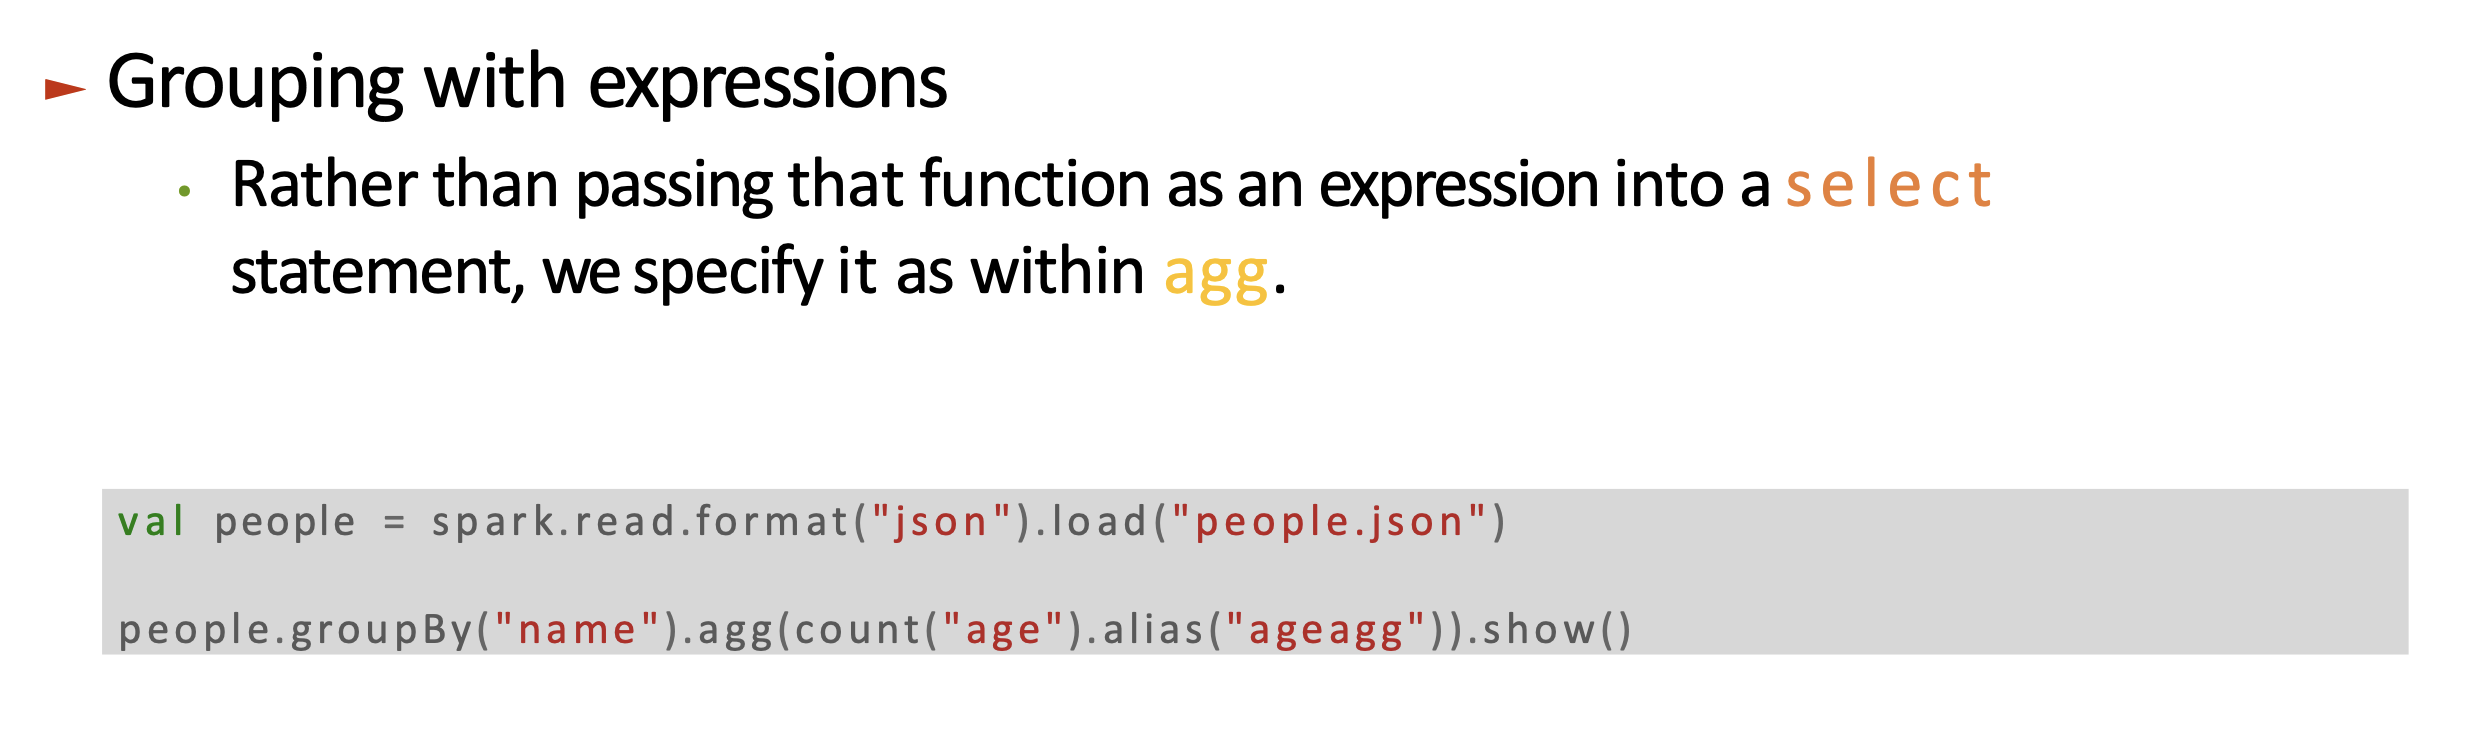 ► Grouping with expressions
• Rather than passing that function as an expression into a select
statement, we specify it as within agg.
val people = spark.read.format("json").load("people.json")
people.groupBy("name").agg(count("age").alias("ageagg")).show()